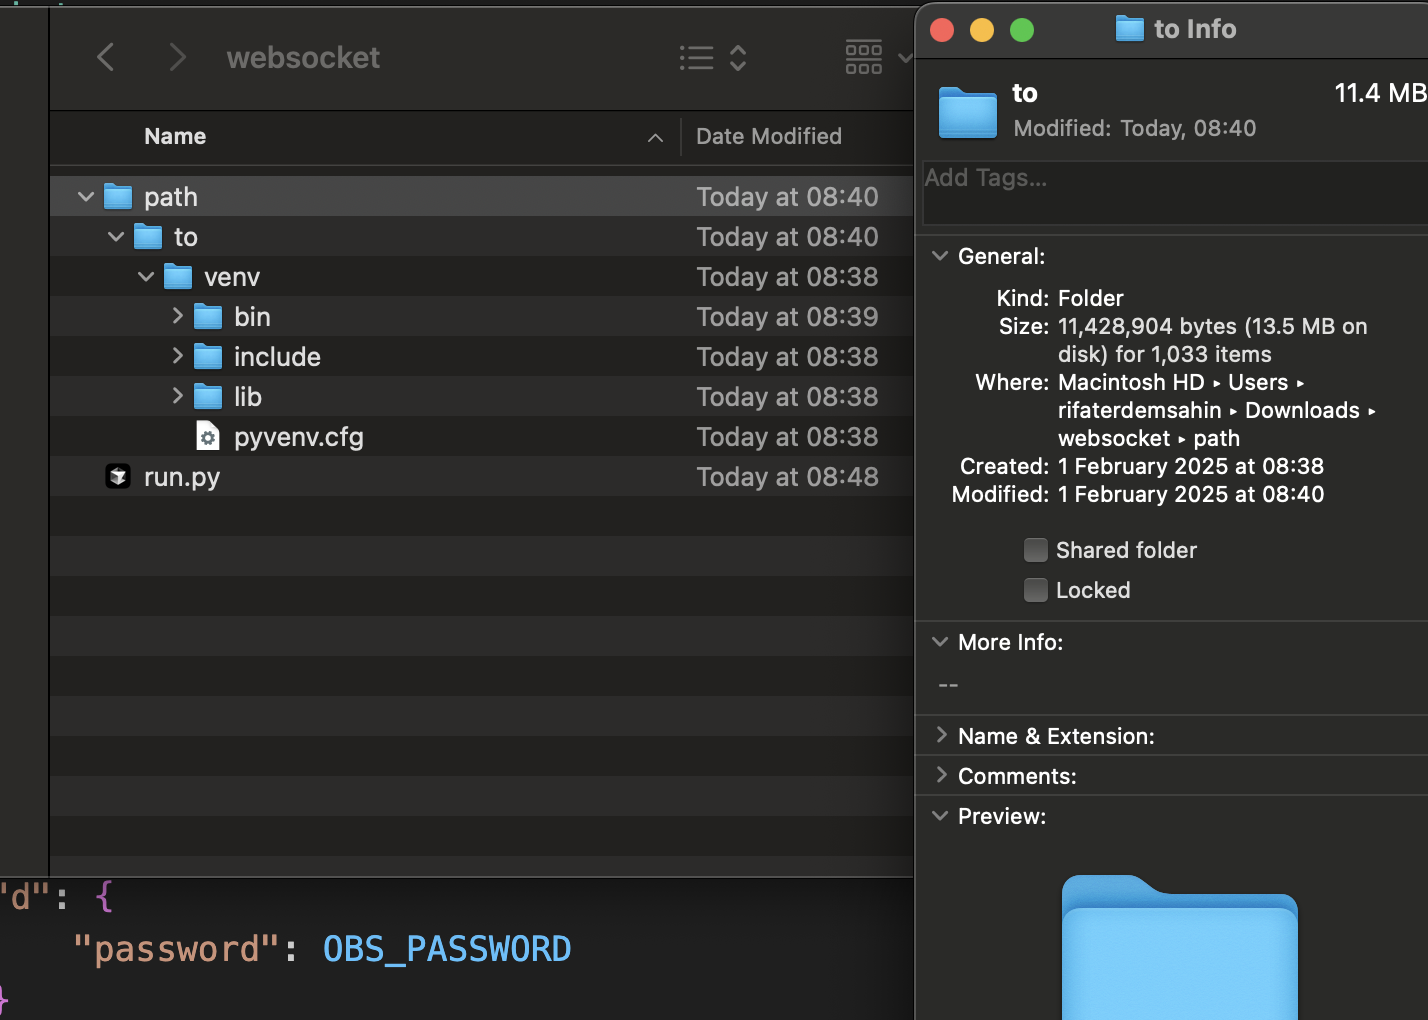 websocket
Name
Date Modified
path Today at 08:40
to Today at 08:40
venv Today at 08:38
bin Today at 08:39
include Today at 08:38
lib Today at 08:38
pyvenv.cfg Today at 08:38
run.py Today at 08:48
"d": {
"password": OBS_PASSWORD
}
to Info
to 11.4 MB
Modified: Today, 08:40
Add Tags...
General:
Kind: Folder
Size: 11,428,904 bytes (13.5 MB on
disk) for 1,033 items
Where: Macintosh HD ▸ Users ▸
rifaterdemsahin ▸ Downloads ▸
websocket ▸ path
Created: 1 February 2025 at 08:38
Modified: 1 February 2025 at 08:40
Shared folder
Locked
More Info:
--
Name & Extension:
Comments:
Preview: